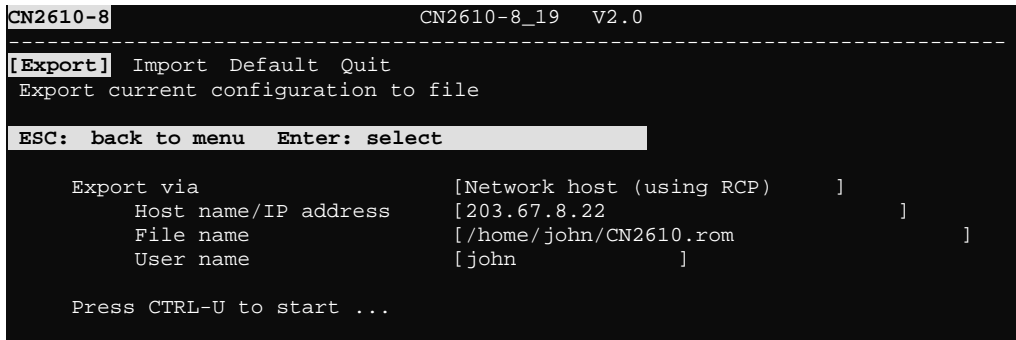 CN2610-8 CN2610-8_19 V2.0
-------------------------------------------------------------------------------
[Export] Import Default Quit
Export current configuration to file
ESC: back to menu Enter: select
Export via [Network host (using RCP) ]
Host name/IP address [203.67.8.22 ]
File name [/home/john/CN2610.rom ]
User name [john ]
Press CTRL-U to start ...